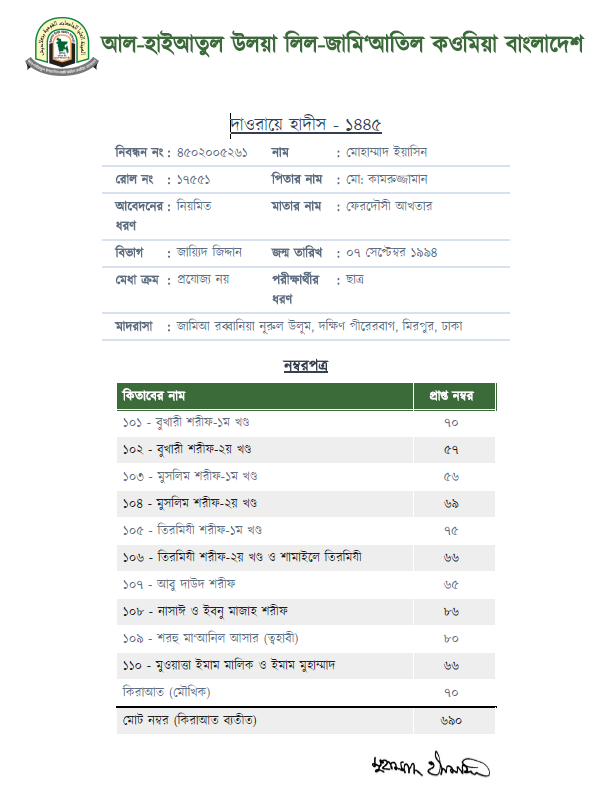 আল-হাইআতুল উলয়া লিল-জামি'আতিল কওমিয়া বাংলাদেশ
দাওরায়ে হাদীস - ১৪৪৫
নিবন্ধন নং : ৪৫০২০০৫২৬১ নাম : মোহাম্মাদ ইয়াসিন
রোল নং : ১৭৫৫১ পিতার নাম : মো: কামরুজ্জামান
আবেদনের : নিয়মিত মাতার নাম : ফেরদৌসী আখতার
ধরণ
বিভাগ : জায়্যিদ জিদ্দান জন্ম তারিখ : ০৭ সেপ্টেম্বর ১৯৯৪
মেধা ক্রম : প্রযোজ্য নয় পরীক্ষার্থীর : ছাত্র
ধরণ
মাদরাসা : জামিআ রব্বানিয়া নূরুল উলূম, দক্ষিণ পীরেরবাগ, মিরপুর, ঢাকা
নম্বরপত্র
কিতাবের নাম প্রাপ্ত নম্বর
১০১ - বুখারী শরীফ-১ম খণ্ড ৭০
১০২ - বুখারী শরীফ-২য় খণ্ড ৫৭
১০৩ - মুসলিম শরীফ-১ম খণ্ড ৫৬
১০৪ - মুসলিম শরীফ-২য় খণ্ড ৬৯
১০৫ - তিরমিযী শরীফ-১ম খণ্ড ৭৫
১০৬ - তিরমিযী শরীফ-২য় খণ্ড ও শামাইলে তিরমিযী ৬৬
১০৭ - আবু দাউদ শরীফ ৬৫
১০৮ - নাসাঈ ও ইবনু মাজাহ শরীফ ৮৬
১০৯ - শরহু মা'আনিল আসার (ত্বহাবী) ৮০
১১০ - মুওয়াত্তা ইমাম মালিক ও ইমাম মুহাম্মাদ ৬৬
কিরাআত (মৌখিক) ৭০
মোট নম্বর (কিরাআত ব্যতীত) ৬৯০